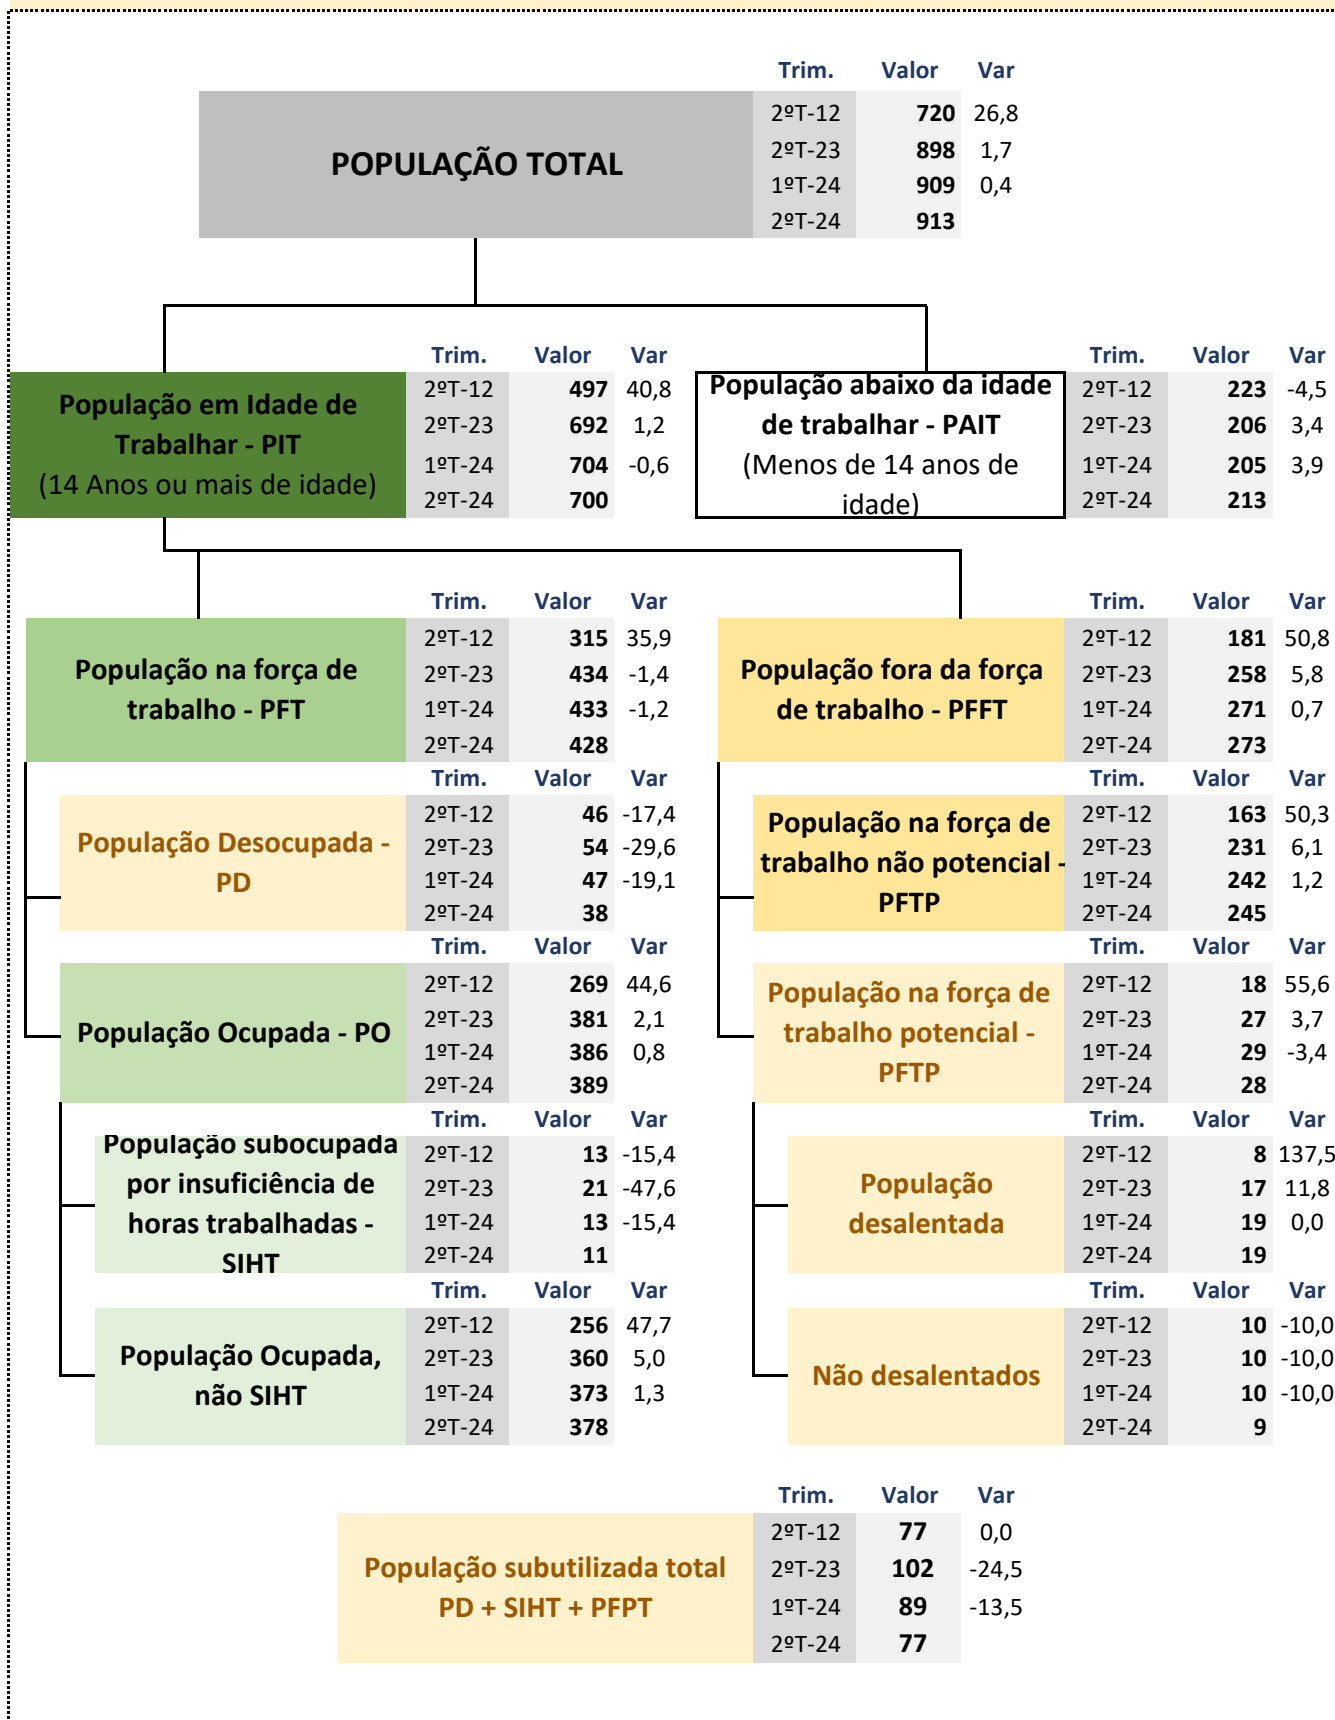 Trim. Valor Var
POPULAÇÃO TOTAL
2ºT-12 720 26,8
2ºT-23 898 1,7
1ºT-24 909 0,4
2ºT-24 913
Trim. Valor Var
População em Idade de
Trabalhar - PIT
(14 Anos ou mais de idade)
2ºT-12 497 40,8
2ºT-23 692 1,2
1ºT-24 704 -0,6
2ºT-24 700
Trim. Valor Var
População abaixo da idade
de trabalhar - PAIT
(Menos de 14 anos de
idade)
2ºT-12 223 -4,5
2ºT-23 206 3,4
1ºT-24 205 3,9
2ºT-24 213
Trim. Valor Var
População na força de
trabalho - PFT
2ºT-12 315 35,9
2ºT-23 434 -1,4
1ºT-24 433 -1,2
2ºT-24 428
Trim. Valor Var
População fora da força
de trabalho - PFFT
2ºT-12 181 50,8
2ºT-23 258 5,8
1ºT-24 271 0,7
2ºT-24 273
Trim. Valor Var
População Desocupada -
PD
2ºT-12 46 -17,4
2ºT-23 54 -29,6
1ºT-24 47 -19,1
2ºT-24 38
Trim. Valor Var
População na força de
trabalho não potencial -
PFTP
2ºT-12 163 50,3
2ºT-23 231 6,1
1ºT-24 242 1,2
2ºT-24 245
Trim. Valor Var
População Ocupada - PO
2ºT-12 269 44,6
2ºT-23 381 2,1
1ºT-24 386 0,8
2ºT-24 389
Trim. Valor Var
População na força de
trabalho potencial -
PFTP
2ºT-12 18 55,6
2ºT-23 27 3,7
1ºT-24 29 -3,4
2ºT-24 28
Trim. Valor Var
População subocupada
por insuficiência de
horas trabalhadas -
SIHT
2ºT-12 13 -15,4
2ºT-23 21 -47,6
1ºT-24 13 -15,4
2ºT-24 11
Trim. Valor Var
População
desalentada
2ºT-12 8 137,5
2ºT-23 17 11,8
1ºT-24 19 0,0
2ºT-24 19
Trim. Valor Var
População Ocupada,
não SIHT
2ºT-12 256 47,7
2ºT-23 360 5,0
1ºT-24 373 1,3
2ºT-24 378
Trim. Valor Var
Não desalentados
2ºT-12 10 -10,0
2ºT-23 10 -10,0
1ºT-24 10 -10,0
2ºT-24 9
Trim. Valor Var
População subutilizada total
PD + SIHT + PFPT
2ºT-12 77 0,0
2ºT-23 102 -24,5
1ºT-24 89 -13,5
2ºT-24 77